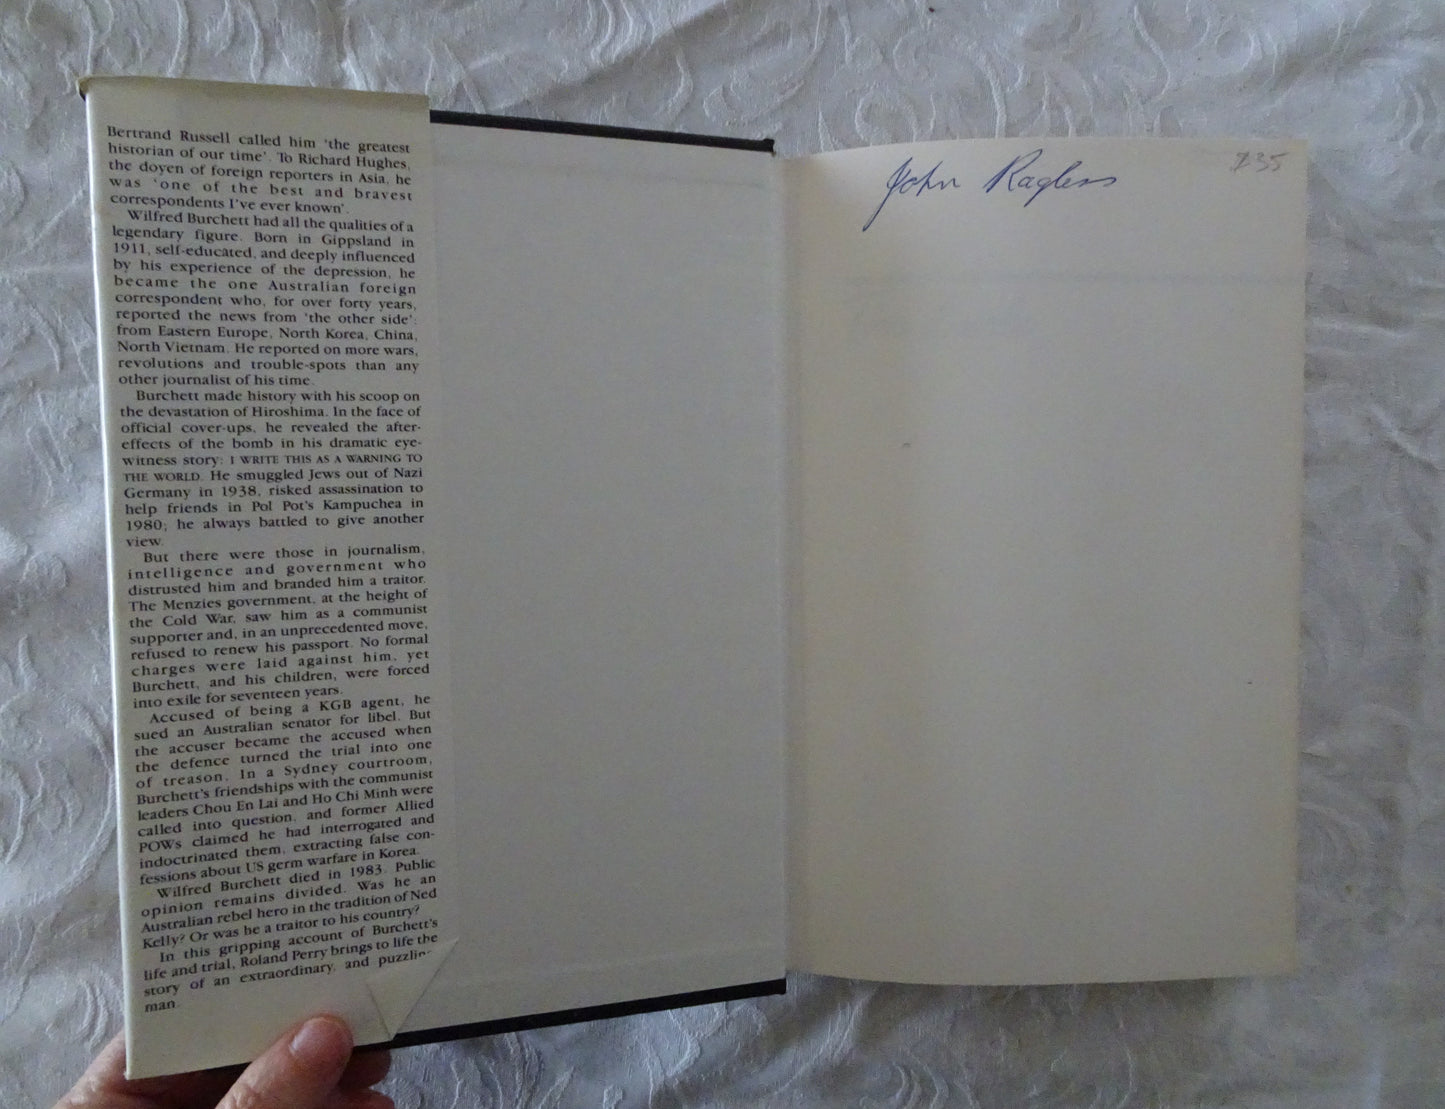 Bertrand Russell called him 'the greatest
historian of our time'. To Richard Hughes,
the doyen of foreign reporters in Asia, he
was 'one of the best and bravest
correspondents I've ever known'.
Wilfred Burchett had all the qualities of a
legendary figure. Born in Gippsland in
1911, self-educated, and deeply influenced
by his experience of the depression, he
became the one Australian foreign
correspondent who, for over forty years,
reported the news from 'the other side':
from Eastern Europe, North Korea, China,
North Vietnam. He reported on more wars,
revolutions and trouble-spots than any
other journalist of his time.
Burchett made history with his scoop on
the devastation of Hiroshima. In the face of
official cover-ups, he revealed the after-
effects of the bomb in his dramatic eye-
witness story: I WRITE THIS AS A WARNING TO
THE WORLD. He smuggled Jews out of Nazi
Germany in 1938, risked assassination to
help friends in Pol Pot's Kampuchea in
1980; he always battled to give another
view.
But there were those in journalism,
intelligence and government who
distrusted him and branded him a traitor.
The Menzies government, at the height of
the Cold War, saw him as a communist
supporter and, in an unprecedented move,
refused to renew his passport. No formal
charges were laid against him, yet
Burchett, and his children, were forced
into exile for seventeen years.
Accused of being a KGB agent, he
sued an Australian senator for libel. But
the accuser became the accused when
the defence turned the trial into one
of treason. In a Sydney courtroom,
Burchett's friendships with the communist
leaders Chou En Lai and Ho Chi Minh were
called into question, and former Allied
POWs claimed he had interrogated and
indoctrinated them, extracting false con-
fessions about US germ warfare in Korea.
Wilfred Burchett died in 1983. Public
opinion remains divided. Was he an
Australian rebel hero in the tradition of Ned
Kelly? Or was he a traitor to his country?
In this gripping account of Burchett's
life and trial, Roland Perry brings to life the
story of an extraordinary, and puzzling
man.
John Ragless
$35